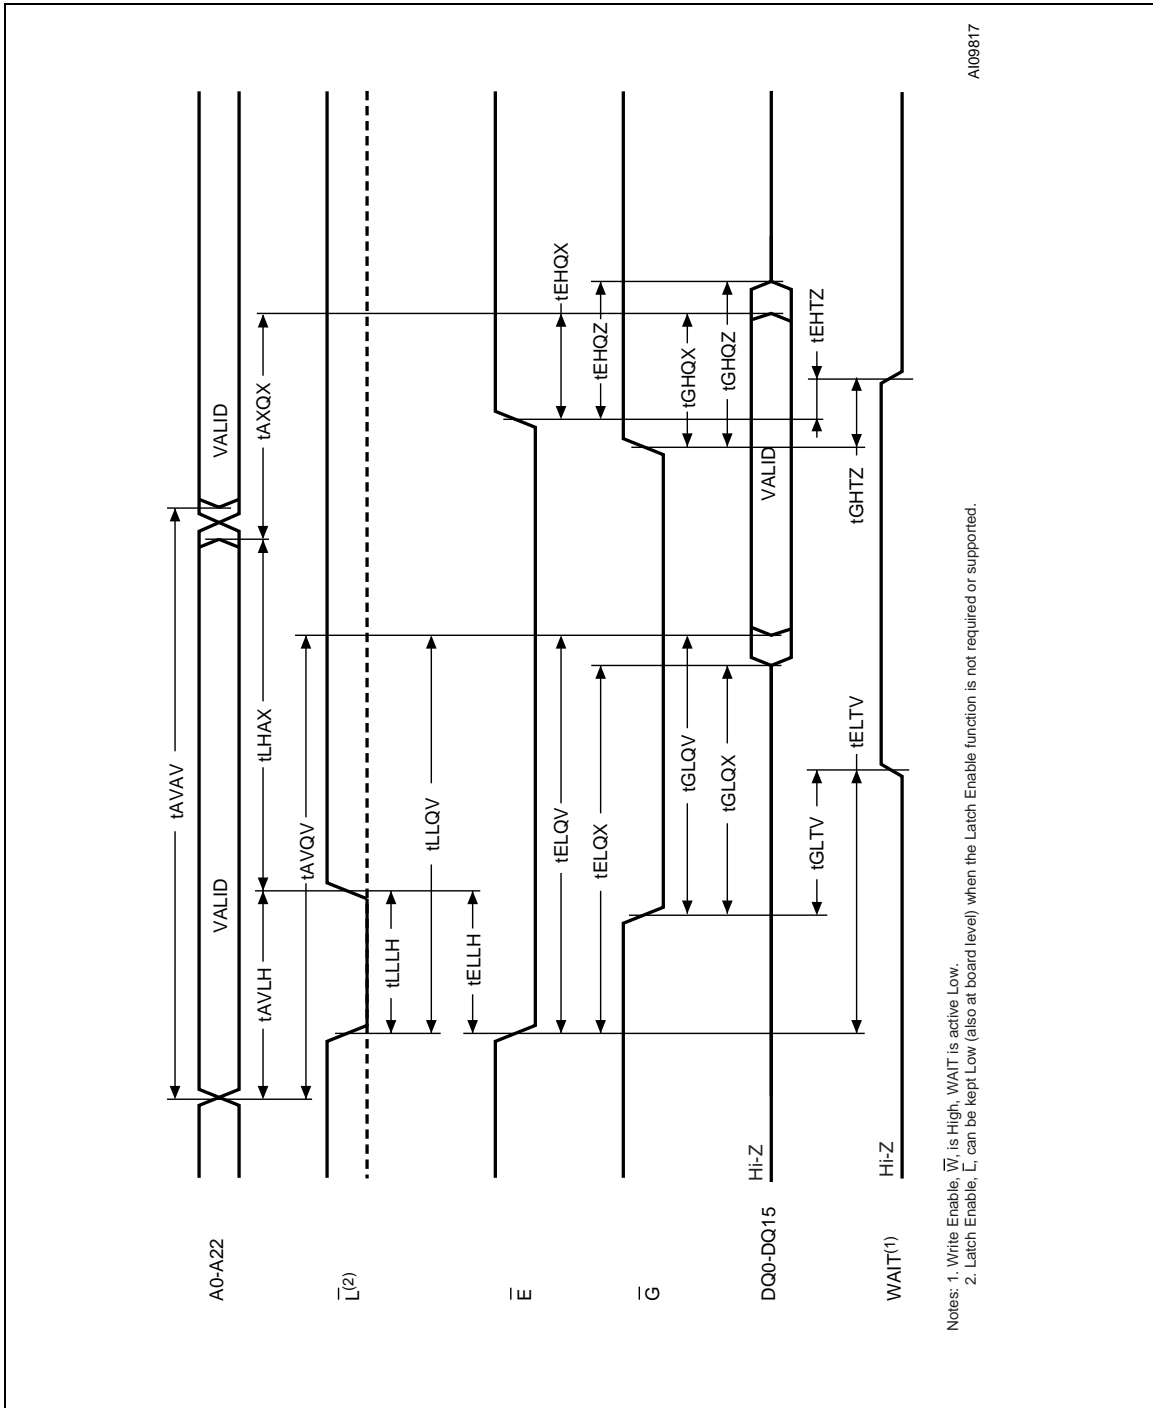 A0-A22
VALID
VALID
tAVAV
tAVLH
tLHAX
tAXQX
tAVQV
L̅(2)
tLLLH
tLLQV
tELLH
E̅
tELQV
tEHQX
tELQX
tEHQZ
G̅
tGLQV
tGHQX
tGLQX
tGHQZ
DQ0-DQ15
Hi-Z
VALID
tGLTV
tELTV
tEHTZ
tGHTZ
WAIT(1)
Hi-Z
Notes: 1. Write Enable, W̅, is High, WAIT is active Low.
2. Latch Enable, L̅, can be kept Low (also at board level) when the Latch Enable function is not required or supported.
AI09817